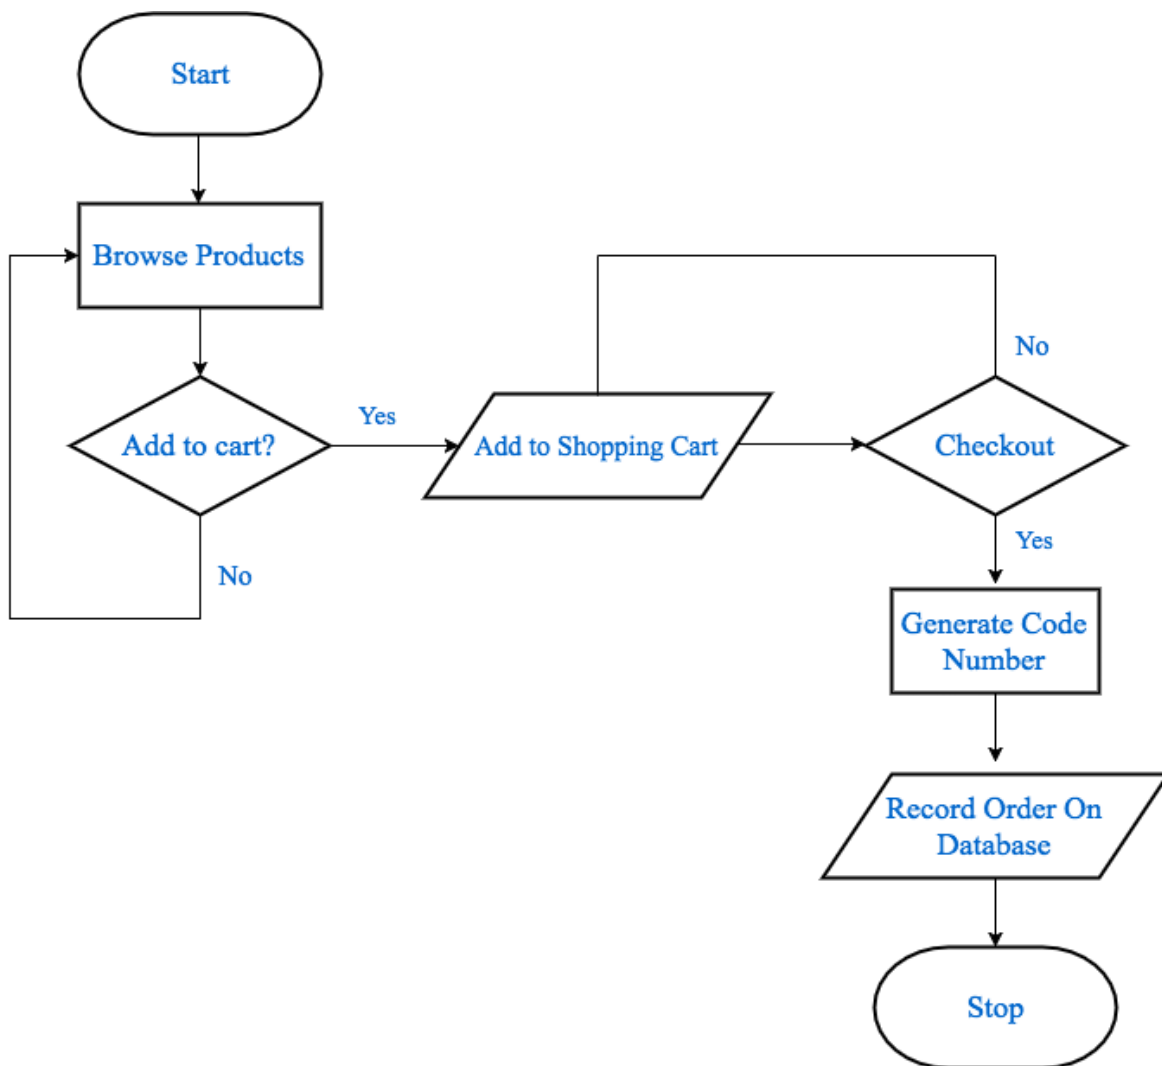 Start
Browse Products
Add to cart?
Yes
No
Add to Shopping Cart
Checkout
No
Yes
Generate Code
Number
Record Order On
Database
Stop